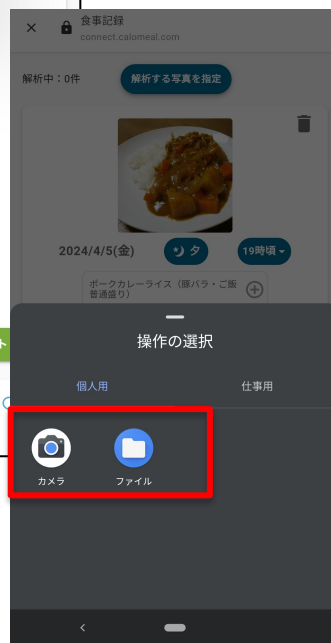 食事記録
connect.calomeal.com
解析中：0件
解析する写真を指定
2024/4/5(金)
夕
19時頃
ポークカレーライス（豚バラ・ご飯
普通盛り）
ト
操作の選択
個人用
仕事用
カメラ
ファイル